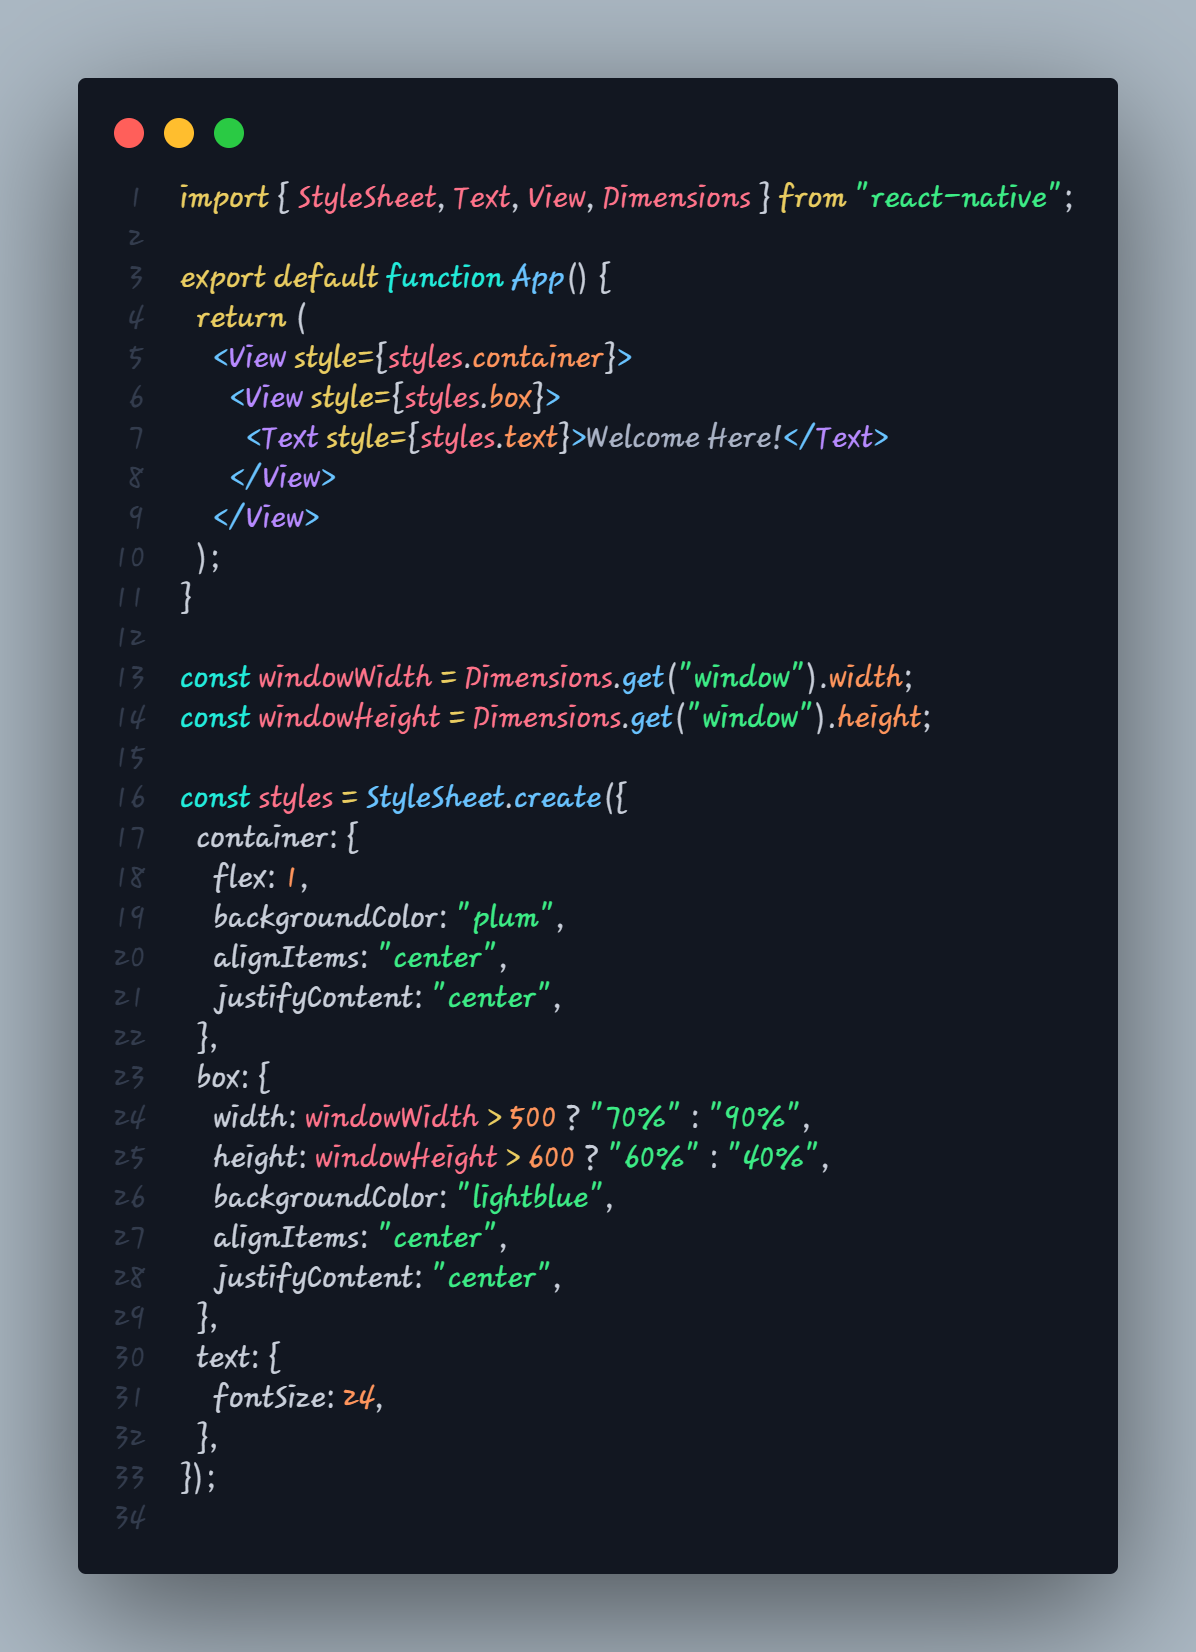 1 import { StyleSheet, Text, View, Dimensions } from "react-native";
2
3 export default function App() {
4   return (
5     <View style={styles.container}>
6       <View style={styles.box}>
7         <Text style={styles.text}>Welcome Here!</Text>
8       </View>
9     </View>
10   );
11 }
12
13 const windowWidth = Dimensions.get("window").width;
14 const windowHeight = Dimensions.get("window").height;
15
16 const styles = StyleSheet.create({
17   container: {
18     flex: 1,
19     backgroundColor: "plum",
20     alignItems: "center",
21     justifyContent: "center",
22   },
23   box: {
24     width: windowWidth > 500 ? "70%" : "90%",
25     height: windowHeight > 600 ? "60%" : "40%",
26     backgroundColor: "lightblue",
27     alignItems: "center",
28     justifyContent: "center",
29   },
30   text: {
31     fontSize: 24,
32   },
33 });
34